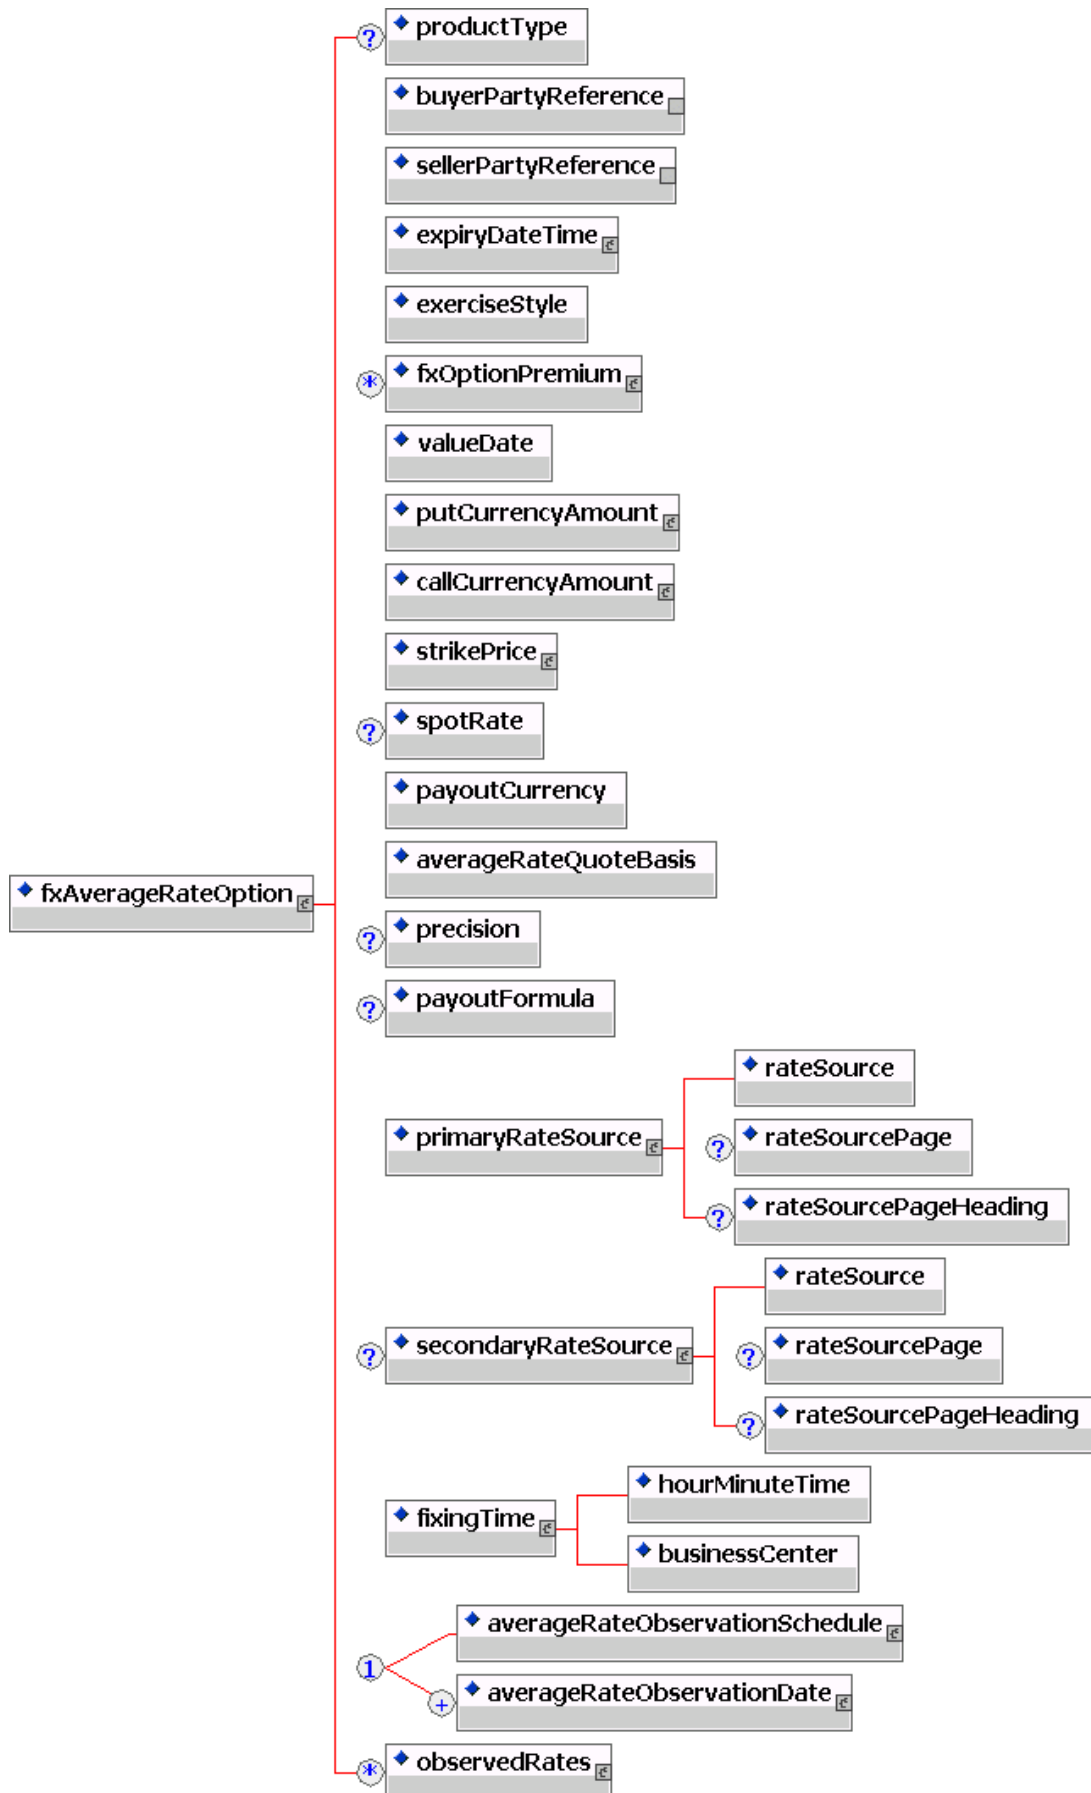 ? productType
buyerPartyReference
sellerPartyReference
expiryDateTime
exerciseStyle
* fxOptionPremium
valueDate
putCurrencyAmount
callCurrencyAmount
strikePrice
? spotRate
payoutCurrency
averageRateQuoteBasis
fxAverageRateOption
? precision
? payoutFormula
rateSource
primaryRateSource
? rateSourcePage
? rateSourcePageHeading
rateSource
? secondaryRateSource
? rateSourcePage
? rateSourcePageHeading
hourMinuteTime
fixingTime
businessCenter
averageRateObservationSchedule
1
+ averageRateObservationDate
* observedRates